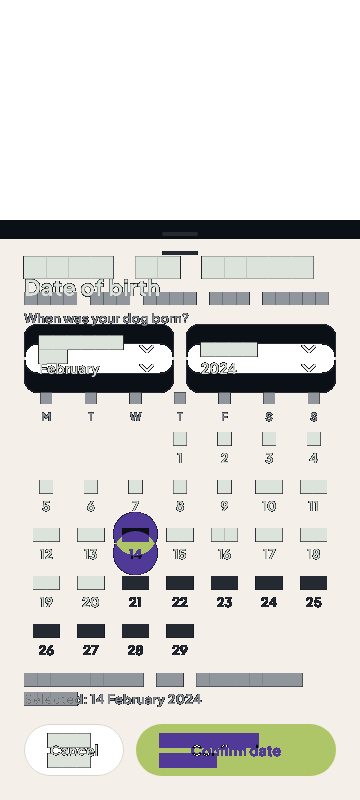 Date of birth
When was your dog born?
February 2024
M T W T F S S
1 2 3 4
5 6 7 8 9 10 11
12 13 14 15 16 17 18
19 20 21 22 23 24 25
26 27 28 29
Selected: 14 February 2024
Cancel Confirm date